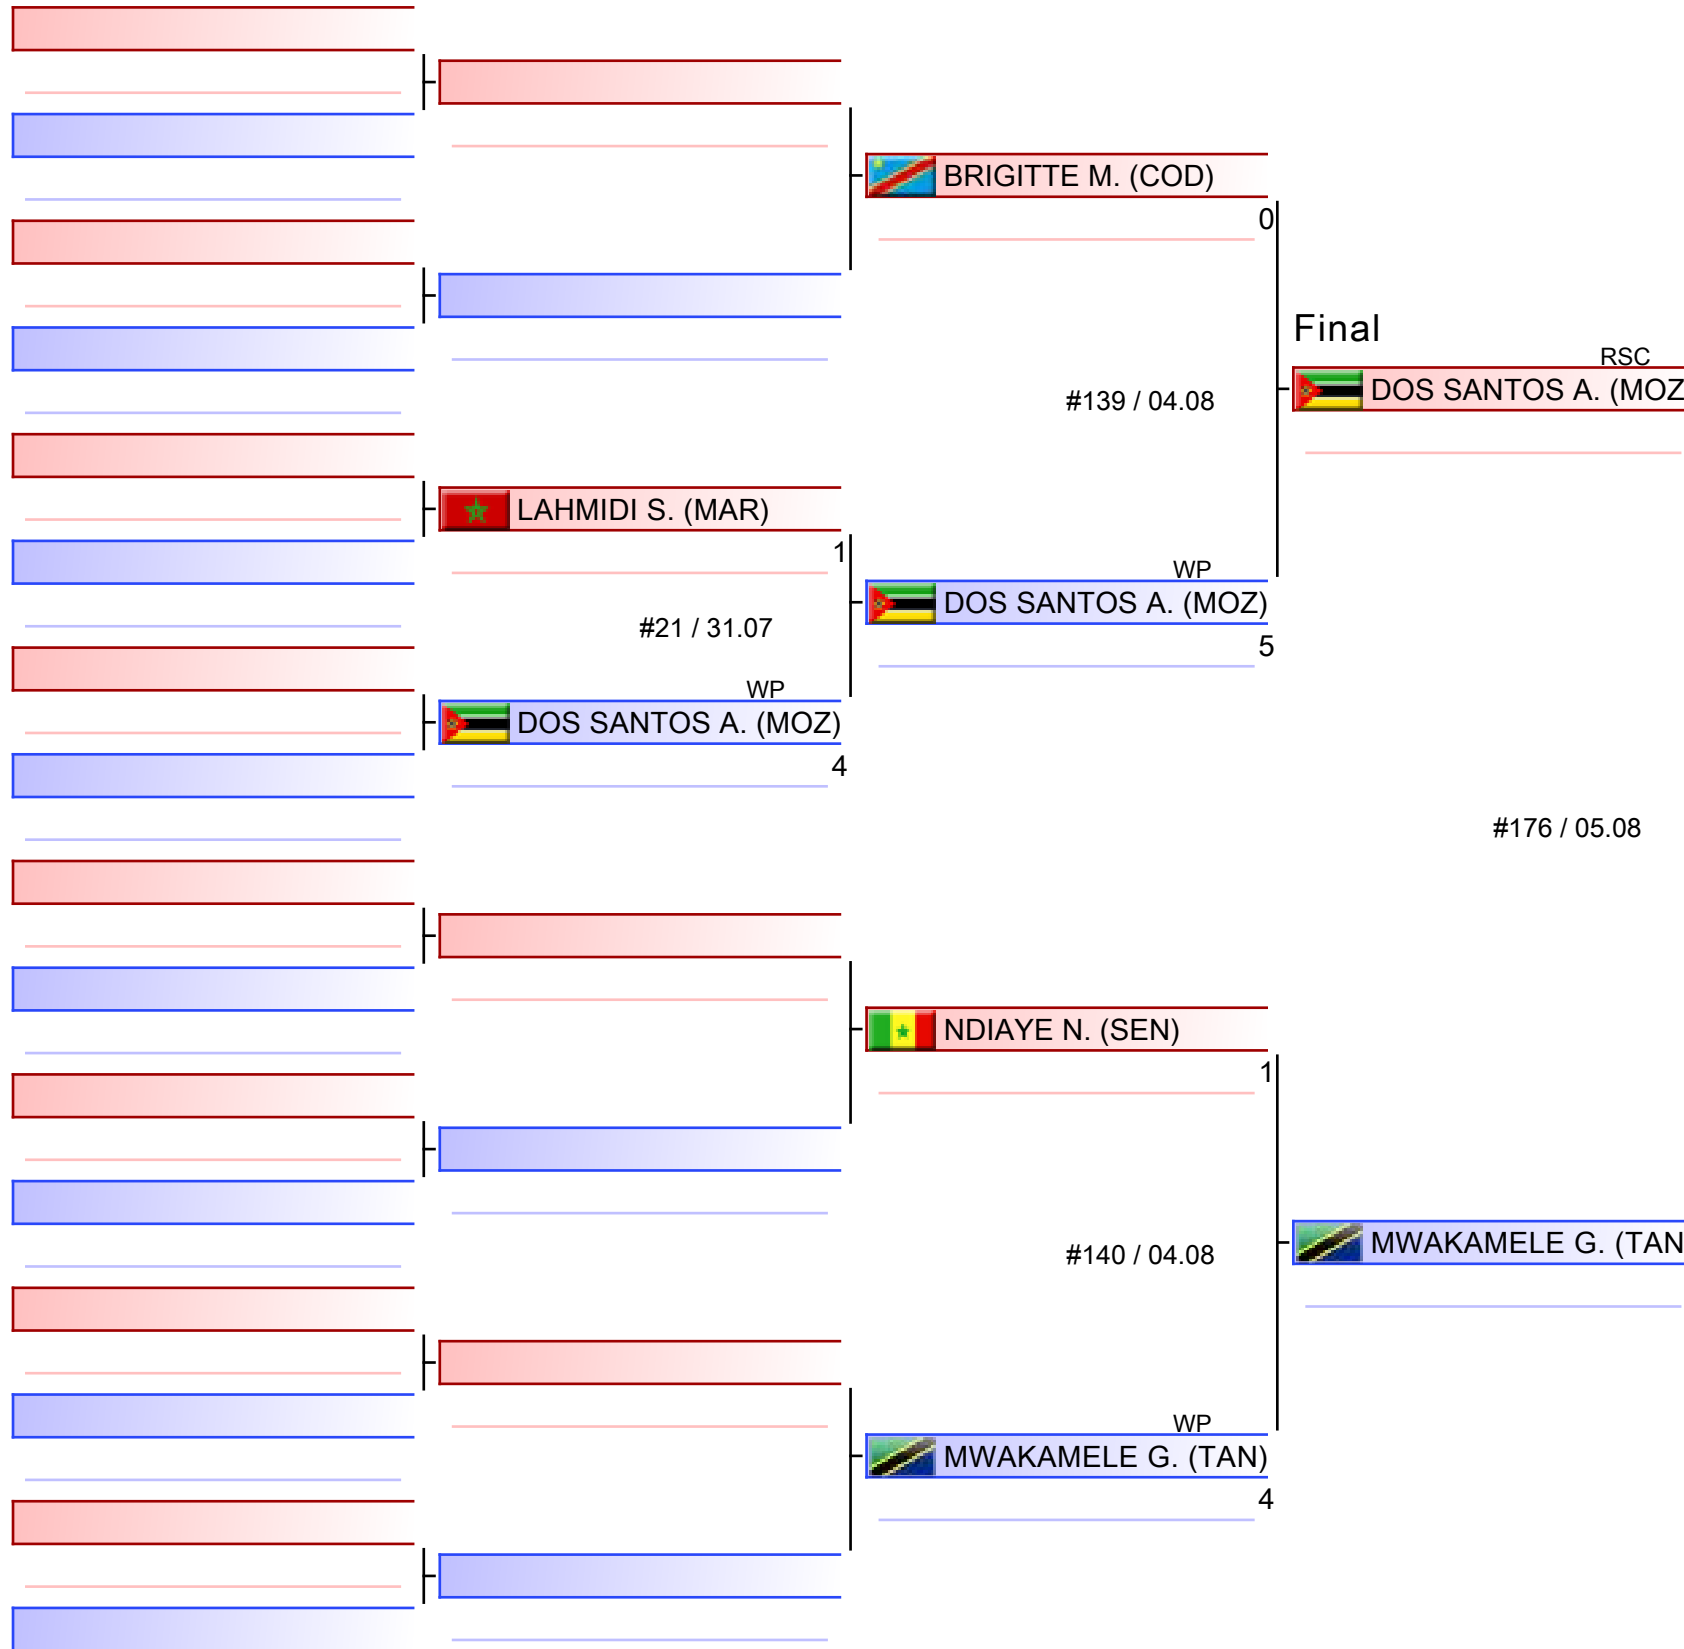 BRIGITTE M. (COD)
0
Final
RSC
DOS SANTOS A. (MOZ
#139 / 04.08
LAHMIDI S. (MAR)
1
WP
DOS SANTOS A. (MOZ)
5
#21 / 31.07
WP
DOS SANTOS A. (MOZ)
4
#176 / 05.08
NDIAYE N. (SEN)
1
MWAKAMELE G. (TAN
#140 / 04.08
WP
MWAKAMELE G. (TAN)
4